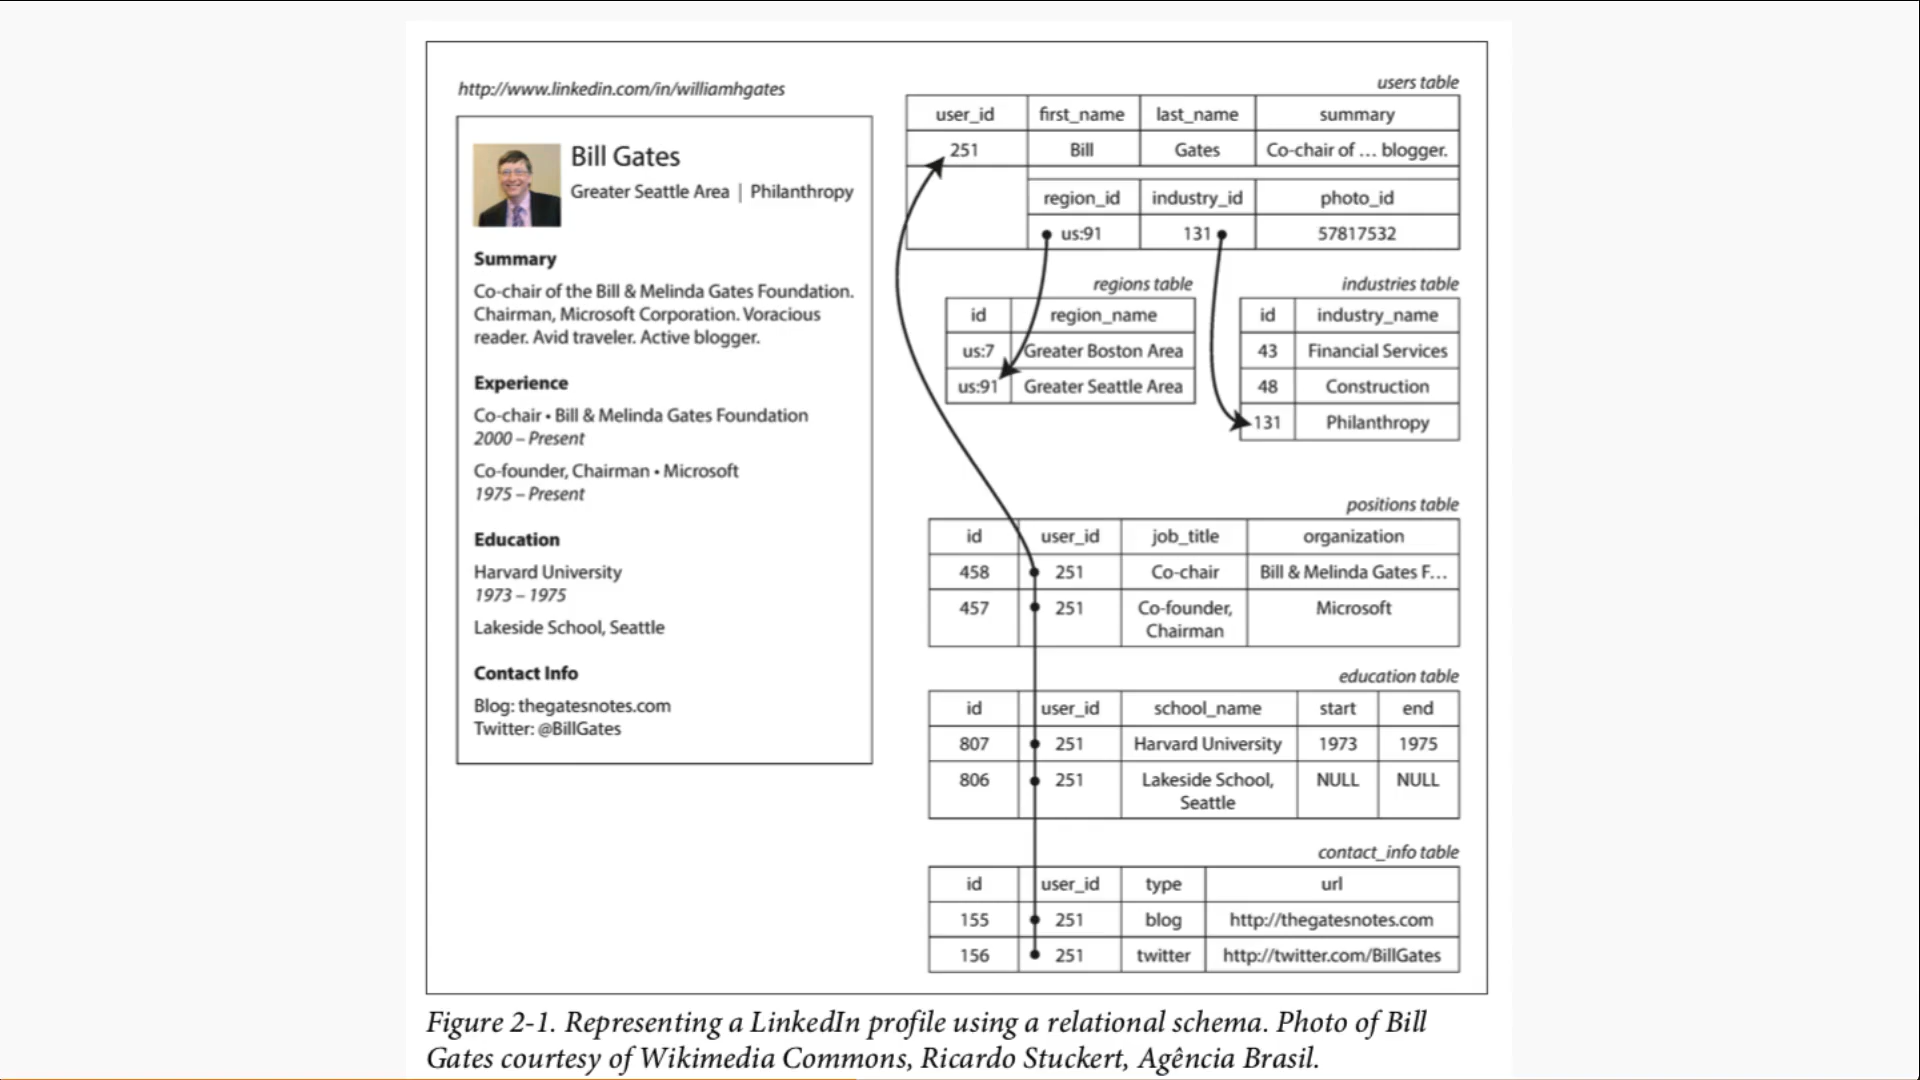 http://www.linkedin.com/in/williamhgates
Bill Gates
Greater Seattle Area | Philanthropy
Summary
Co-chair of the Bill & Melinda Gates Foundation.
Chairman, Microsoft Corporation. Voracious
reader. Avid traveler. Active blogger.
Experience
Co-chair • Bill & Melinda Gates Foundation
2000 – Present
Co-founder, Chairman • Microsoft
1975 – Present
Education
Harvard University
1973 – 1975
Lakeside School, Seattle
Contact Info
Blog: thegatesnotes.com
Twitter: @BillGates
users table
user_id first_name last_name summary
251 Bill Gates Co-chair of … blogger.
region_id industry_id photo_id
us:91 131 57817532
regions table
id region_name
us:7 Greater Boston Area
us:91 Greater Seattle Area
industries table
id industry_name
43 Financial Services
48 Construction
131 Philanthropy
positions table
id user_id job_title organization
458 251 Co-chair Bill & Melinda Gates F…
457 251 Co-founder, Microsoft
Chairman
education table
id user_id school_name start end
807 251 Harvard University 1973 1975
806 251 Lakeside School, NULL NULL
Seattle
contact_info table
id user_id type url
155 251 blog http://thegatesnotes.com
156 251 twitter http://twitter.com/BillGates
Figure 2-1. Representing a LinkedIn profile using a relational schema. Photo of Bill
Gates courtesy of Wikimedia Commons, Ricardo Stuckert, Agência Brasil.